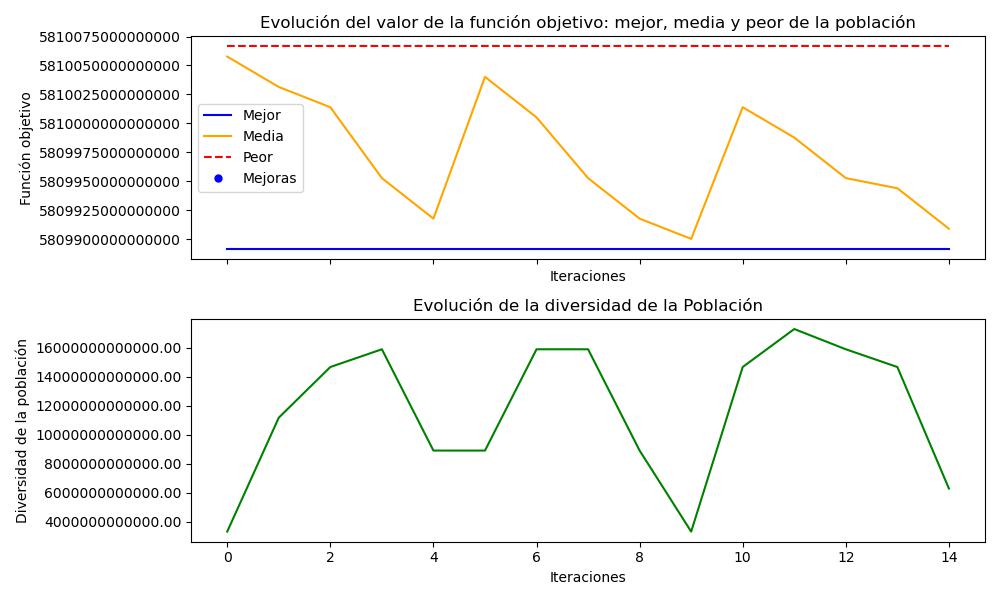 Evolución del valor de la función objetivo: mejor, media y peor de la población
5810075000000000
5810050000000000
5810025000000000
5810000000000000
5809975000000000
5809950000000000
5809925000000000
5809900000000000
Función objetivo
Mejor
Media
Peor
Mejoras
Iteraciones
Evolución de la diversidad de la Población
16000000000000.00
14000000000000.00
12000000000000.00
10000000000000.00
8000000000000.00
6000000000000.00
4000000000000.00
Diversidad de la población
0 2 4 6 8 10 12 14
Iteraciones